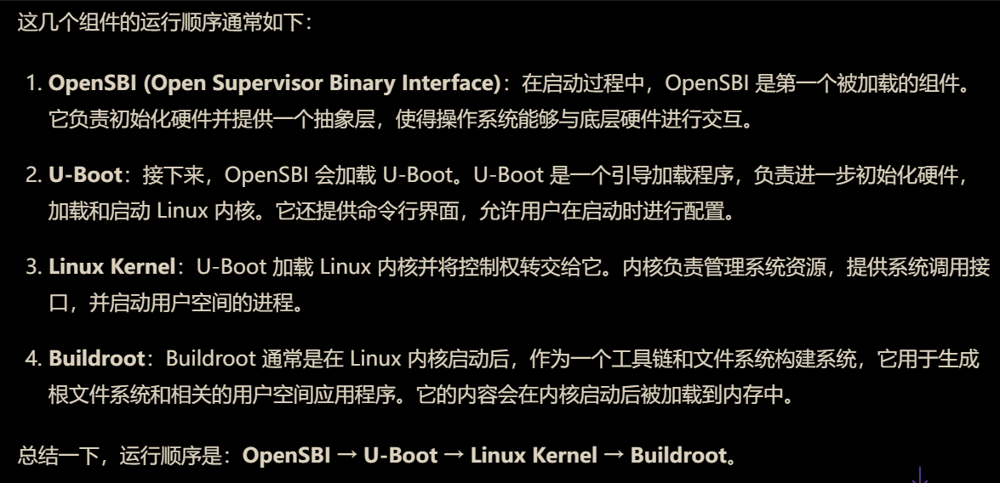 这几个组件的运行顺序通常如下：
1. OpenSBI (Open Supervisor Binary Interface)：在启动过程中，OpenSBI 是第一个被加载的组件。
它负责初始化硬件并提供一个抽象层，使得操作系统能够与底层硬件进行交互。
2. U-Boot：接下来，OpenSBI 会加载 U-Boot。U-Boot 是一个引导加载程序，负责进一步初始化硬件，
加载和启动 Linux 内核。它还提供命令行界面，允许用户在启动时进行配置。
3. Linux Kernel：U-Boot 加载 Linux 内核并将控制权转交给它。内核负责管理系统资源，提供系统调用接
口，并启动用户空间的进程。
4. Buildroot：Buildroot 通常是在 Linux 内核启动后，作为一个工具链和文件系统构建系统，它用于生成
根文件系统和相关的用户空间应用程序。它的内容会在内核启动后被加载到内存中。
总结一下，运行顺序是：OpenSBI → U-Boot → Linux Kernel → Buildroot。